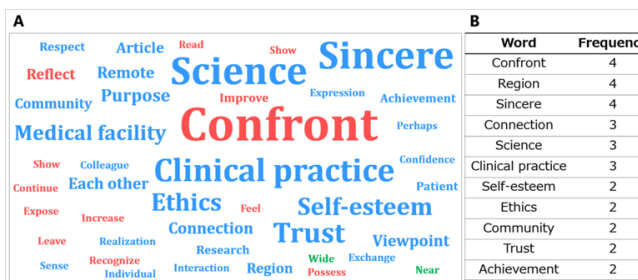 A
B
Respect
Article
Read
Show
Sincere
Reflect
Remote
Science
Community
Purpose
Improve
Expression
Achievement
Medical facility
Confront
Perhaps
Show
Colleague
Clinical practice
Confidence
Continue
Each other
Patient
Expose
Increase
Ethics
Feel
Self-esteem
Leave
Realization
Connection
Trust
Viewpoint
Research
Sense
Recognize
Individual
Interaction
Region
Wide
Possess
Exchange
Near
Word Frequenc
Confront 4
Region 4
Sincere 4
Connection 3
Science 3
Clinical practice 3
Self-esteem 2
Ethics 2
Community 2
Trust 2
Achievement 2